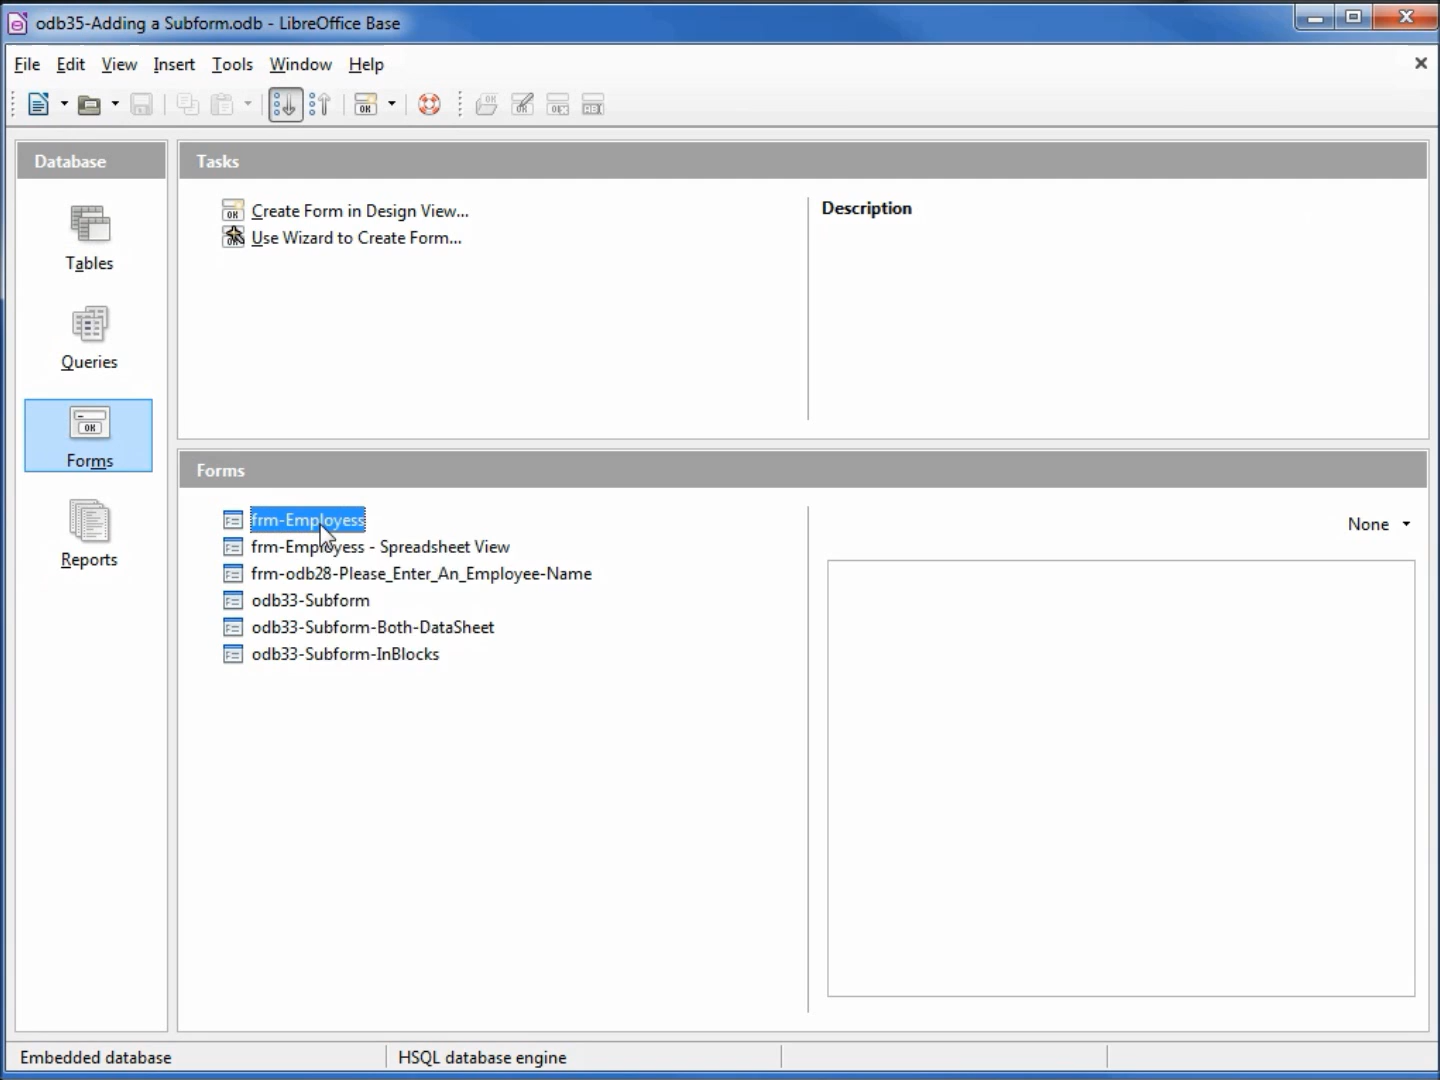 odb35-Adding a Subform.odb - LibreOffice Base
File Edit View Insert Tools Window Help
Database
Tables
Queries
Forms
Reports
Tasks
Create Form in Design View...
Use Wizard to Create Form...
Description
Forms
frm-Employess
frm-Employess - Spreadsheet View
frm-odb28-Please_Enter_An_Employee-Name
odb33-Subform
odb33-Subform-Both-DataSheet
odb33-Subform-InBlocks
None
Embedded database
HSQL database engine